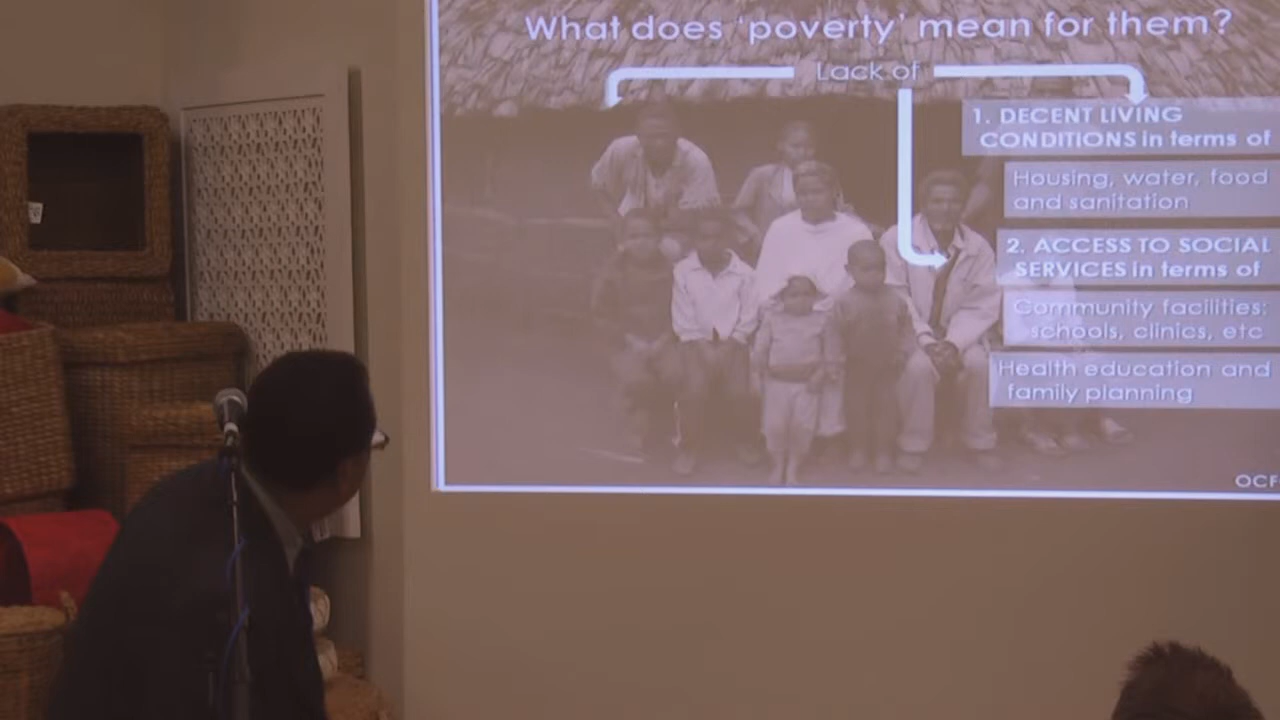 What does ‘poverty’ mean for them?
Lack of
1. DECENT LIVING
CONDITIONS in terms of
Housing, water, food
and sanitation
2. ACCESS TO SOCIAL
SERVICES in terms of
Community facilities:
schools, clinics, etc
Health education and
family planning